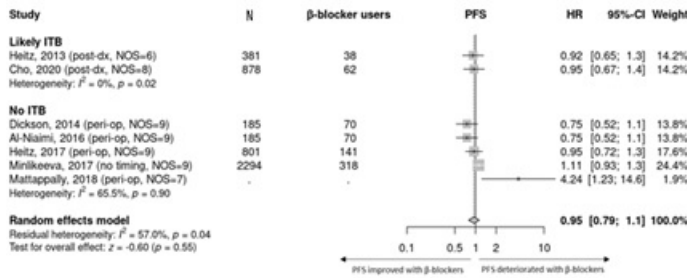 Study N β-blocker users PFS HR 95%-CI Weight
Likely ITB
Heitz, 2013 (post-dx, NOS=6) 381 38 0.92 [0.65; 1.3] 14.2%
Cho, 2020 (post-dx, NOS=8) 878 62 0.95 [0.67; 1.4] 14.2%
Heterogeneity: I² = 0%, p = 0.02
No ITB
Dickson, 2014 (peri-op, NOS=9) 185 70 0.75 [0.52; 1.1] 13.8%
Al-Niaimi, 2016 (peri-op, NOS=9) 185 70 0.75 [0.52; 1.1] 13.8%
Heitz, 2017 (peri-op, NOS=9) 801 141 0.95 [0.72; 1.3] 17.6%
Minlikeeva, 2017 (no timing, NOS=9) 2294 318 1.11 [0.93; 1.3] 24.4%
Mattappally, 2018 (peri-op, NOS=7) . . 4.24 [1.23; 14.6] 1.9%
Heterogeneity: I² = 65.5%, p = 0.90
Random effects model 0.95 [0.79; 1.1] 100.0%
Residual heterogeneity: I² = 57.0%, p = 0.04
Test for overall effect: z = -0.60 (p = 0.55)
0.1 0.5 1 2 10
PFS improved with β-blockers PFS deteriorated with β-blockers